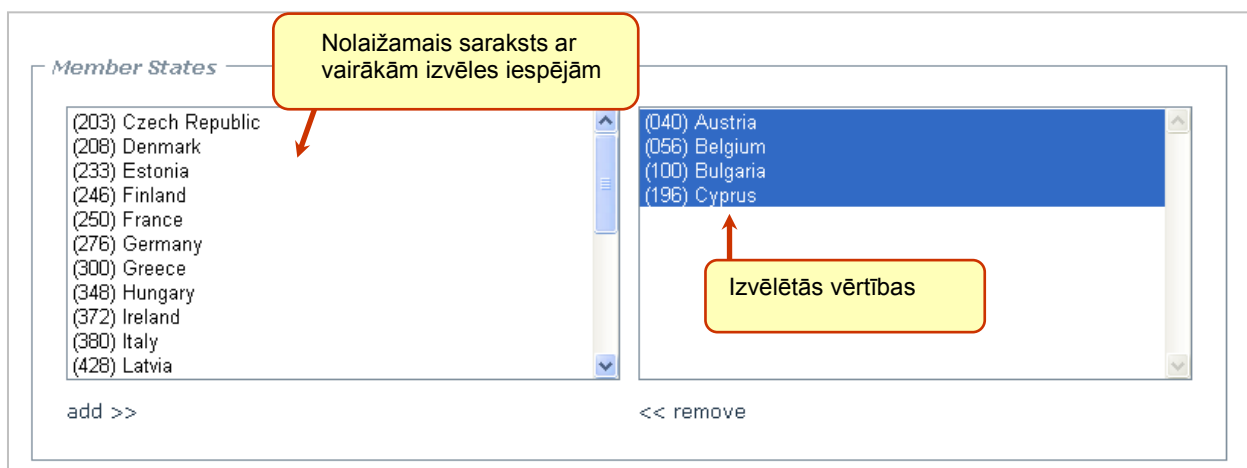 Nolaižamais saraksts ar
vairākām izvēles iespējām
Member States
(203) Czech Republic
(208) Denmark
(233) Estonia
(246) Finland
(250) France
(276) Germany
(300) Greece
(348) Hungary
(372) Ireland
(380) Italy
(428) Latvia
add >>
(040) Austria
(056) Belgium
(100) Bulgaria
(196) Cyprus
Izvēlētās vērtības
<< remove